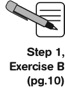 Step 1,
Exercise B
(pg.10)